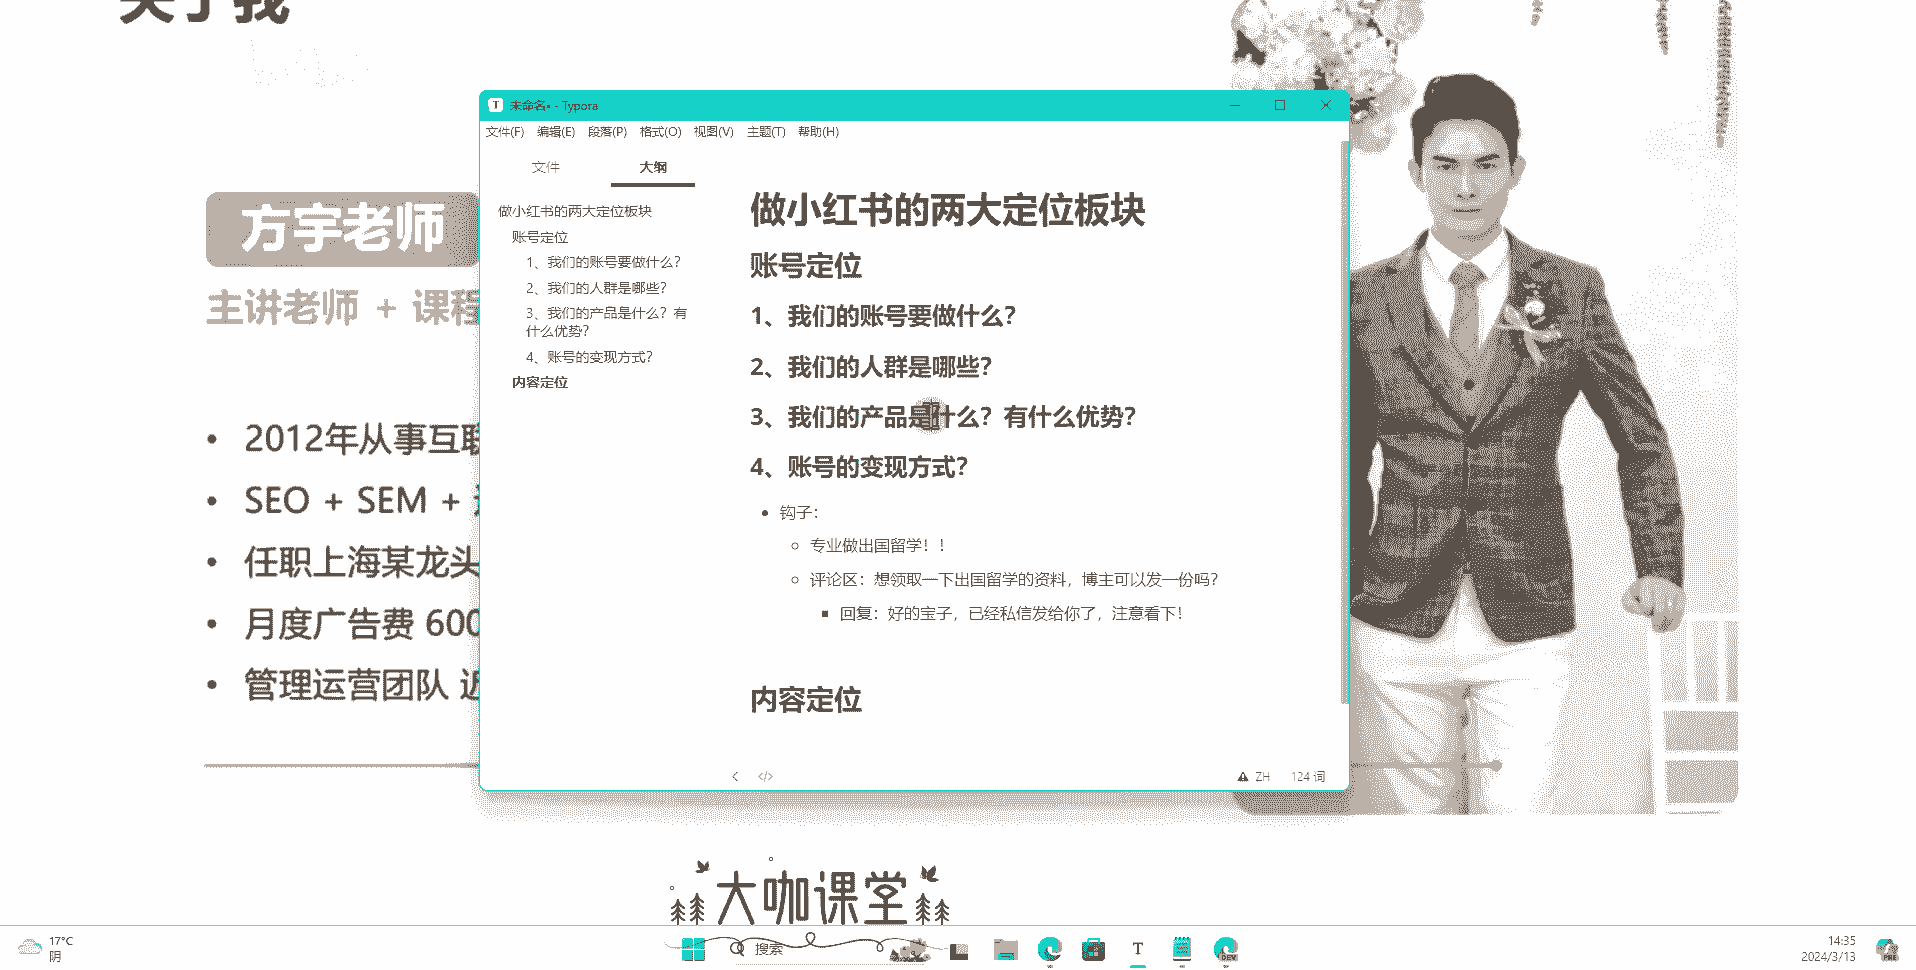 关于我
方宇老师
主讲老师 + 课程
• 2012年从事互联
• SEO + SEM +
• 任职上海某龙头
• 月度广告费 600
• 管理运营团队 近
未命名• - Typora
文件(F) 编辑(E) 段落(P) 格式(O) 视图(V) 主题(T) 帮助(H)
文件 大纲
做小红书的两大定位板块
账号定位
1、我们的账号要做什么？
2、我们的人群是哪些？
3、我们的产品是什么？有
什么优势？
4、账号的变现方式？
内容定位
做小红书的两大定位板块
账号定位
1、我们的账号要做什么？
2、我们的人群是哪些？
3、我们的产品是什么？有什么优势？
4、账号的变现方式？
• 钩子：
专业做出国留学！！
评论区：想领取一下出国留学的资料，博主可以发一份吗？
回复：好的宝子，已经私信发给你了，注意看下！
内容定位
ZH 124 词
大咖课堂
17°C
阴
搜索
T
DEV
14:35
2024/3/13
PRE